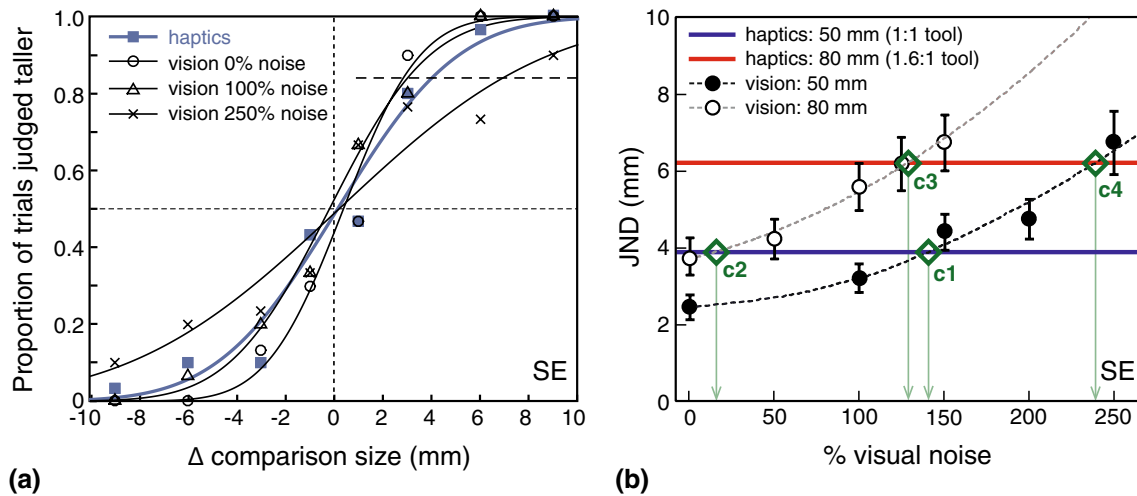 Proportion of trials judged taller
1.0
0.8
0.6
0.4
0.2
0
haptics
vision 0% noise
vision 100% noise
vision 250% noise
SE
-10 -8 -6 -4 -2 0 2 4 6 8 10
Δ comparison size (mm)
(a)
JND (mm)
10
8
6
4
2
0
haptics: 50 mm (1:1 tool)
haptics: 80 mm (1.6:1 tool)
vision: 50 mm
vision: 80 mm
c3
c4
c2
c1
SE
0 50 100 150 200 250
% visual noise
(b)